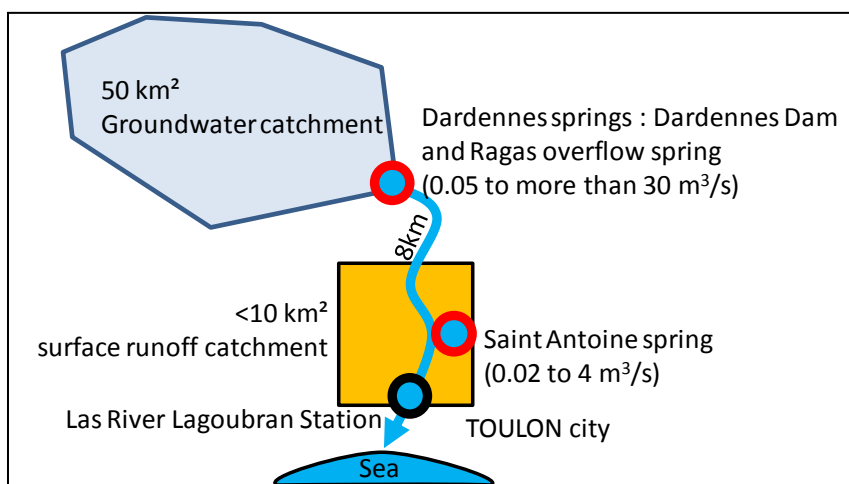 50 km²
Groundwater catchment
Dardennes springs : Dardennes Dam
and Ragas overflow spring
(0.05 to more than 30 m³/s)
8km
<10 km²
surface runoff catchment
Saint Antoine spring
(0.02 to 4 m³/s)
Las River Lagoubran Station
TOULON city
Sea